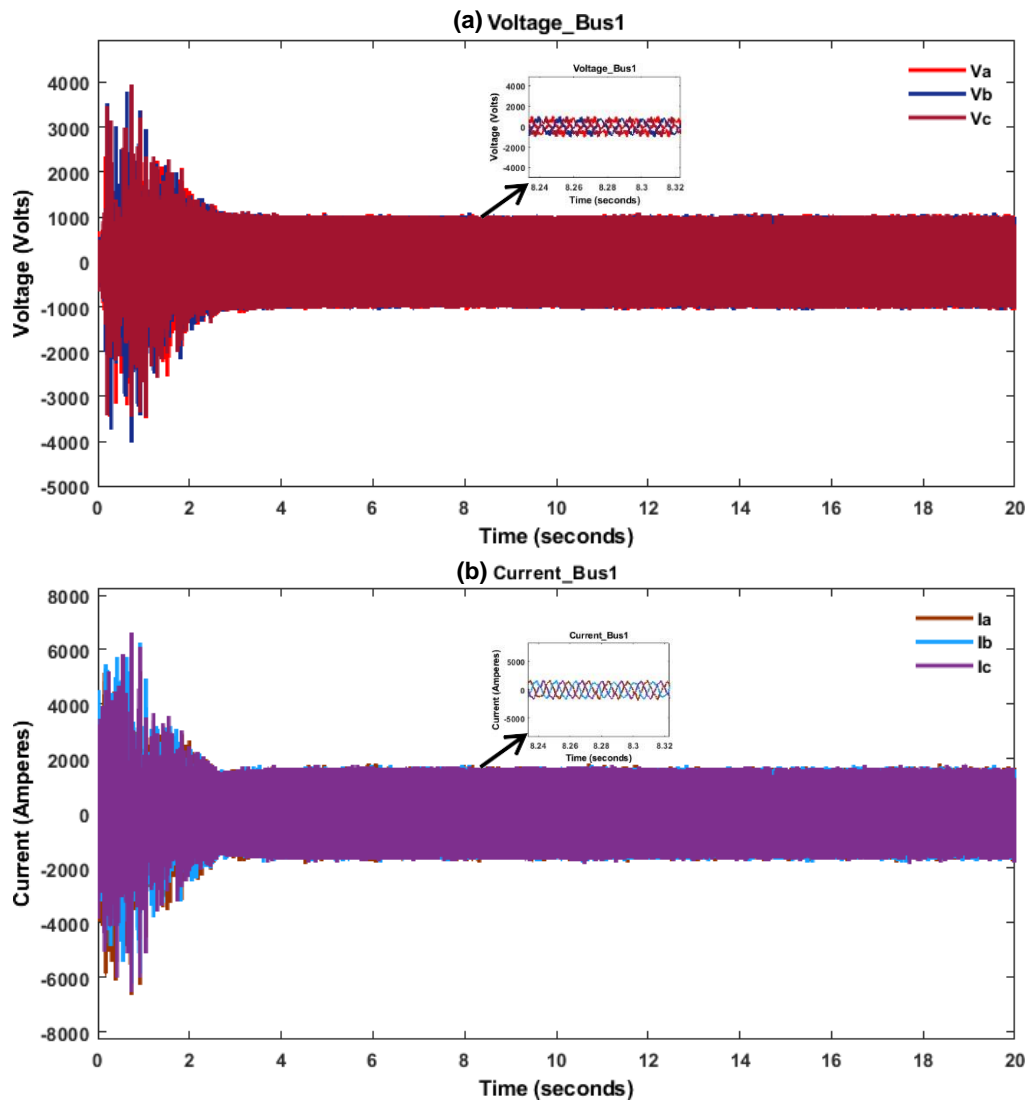 (a) Voltage_Bus1
Voltage (Volts)
4000
3000
2000
1000
0
-1000
-2000
-3000
-4000
-5000
0 2 4 6 8 10 12 14 16 18 20
Time (seconds)
Va
Vb
Vc
Voltage_Bus1
Voltage (Volts)
4000
2000
0
-2000
-4000
8.24 8.26 8.28 8.3 8.32
Time (seconds)
(b) Current_Bus1
Current (Amperes)
8000
6000
4000
2000
0
-2000
-4000
-6000
-8000
0 2 4 6 8 10 12 14 16 18 20
Time (seconds)
Ia
Ib
Ic
Current_Bus1
Current (Amperes)
5000
0
-5000
8.24 8.26 8.28 8.3 8.32
Time (seconds)